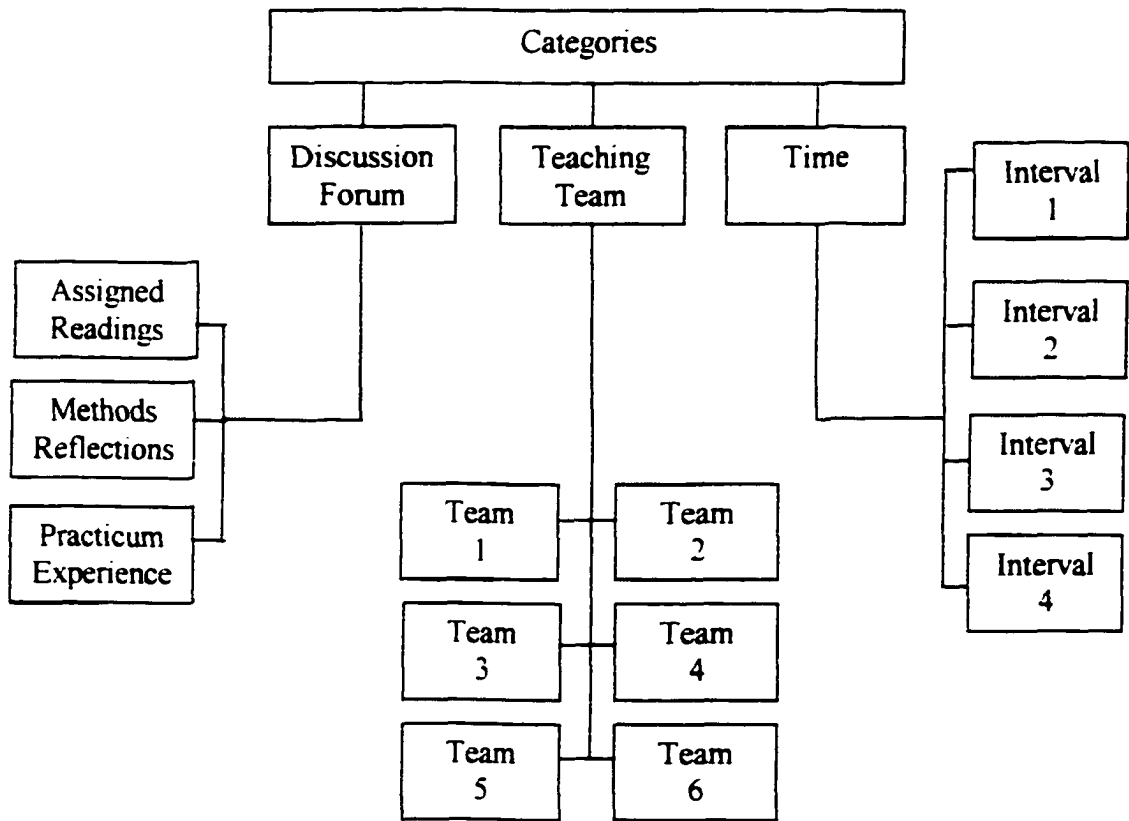 Categories
Discussion
Forum
Teaching
Team
Time
Assigned
Readings
Methods
Reflections
Practicum
Experience
Team
1
Team
2
Team
3
Team
4
Team
5
Team
6
Interval
1
Interval
2
Interval
3
Interval
4